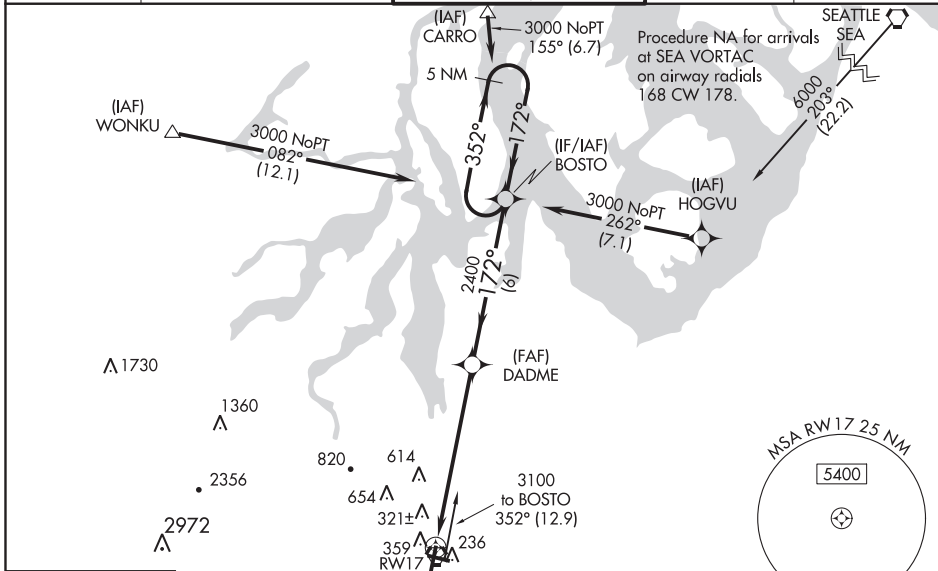 (IAF)
CARRO
3000 NoPT
155° (6.7)
SEATTLE
SEA
Procedure NA for arrivals
at SEA VORTAC
on airway radials
168 CW 178.
5 NM
6000
203°
(22.2)
(IAF)
WONKU
3000 NoPT
082°
(12.1)
352°
172°
(IF/IAF)
BOSTO
(IAF)
HOGVU
3000 NoPT
262°
(7.1)
2400
172°
(6)
(FAF)
DADME
1730
1360
2356
2972
820
614
654
321±
359
236
RW17
3100
to BOSTO
352° (12.9)
MSA RW17 25 NM
5400